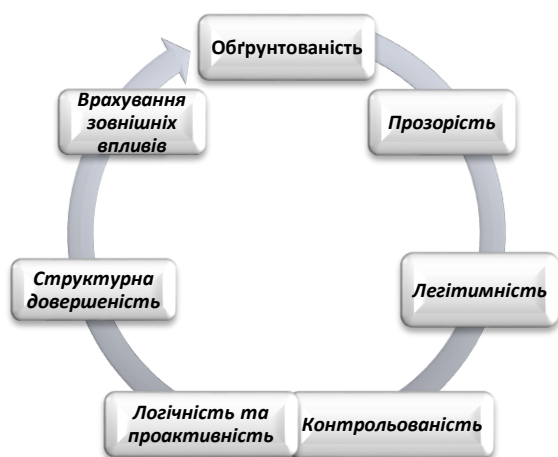 Обґрунтованість
Прозорість
Легітимність
Контрольованість
Логічність та
проактивність
Структурна
довершеність
Врахування
зовнішніх
впливів